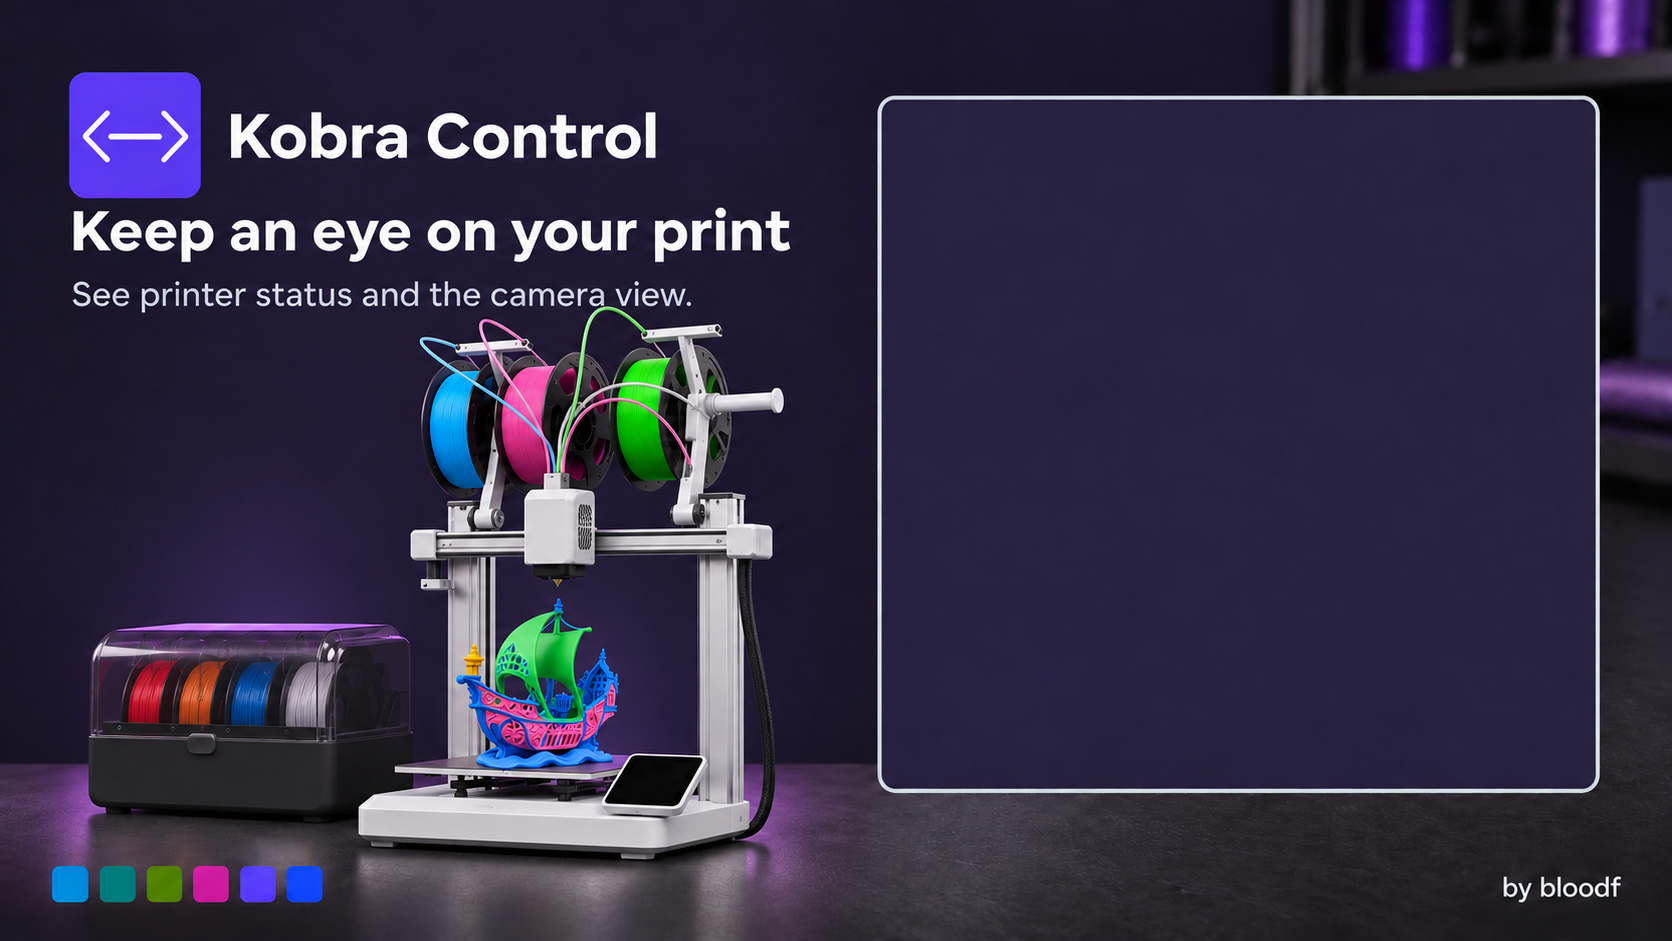 Kobra Control
Keep an eye on your print
See printer status and the camera view.
by bloodf